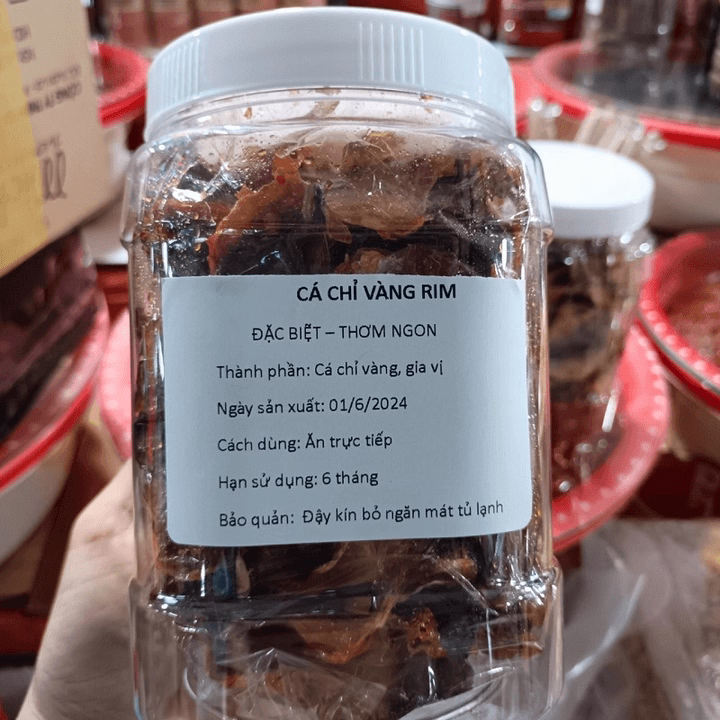 CÁ CHỈ VÀNG RIM
ĐẶC BIỆT – THƠM NGON
Thành phần: Cá chỉ vàng, gia vị
Ngày sản xuất: 01/6/2024
Cách dùng: Ăn trực tiếp
Hạn sử dụng: 6 tháng
Bảo quản: Đậy kín bỏ ngăn mát tủ lạnh